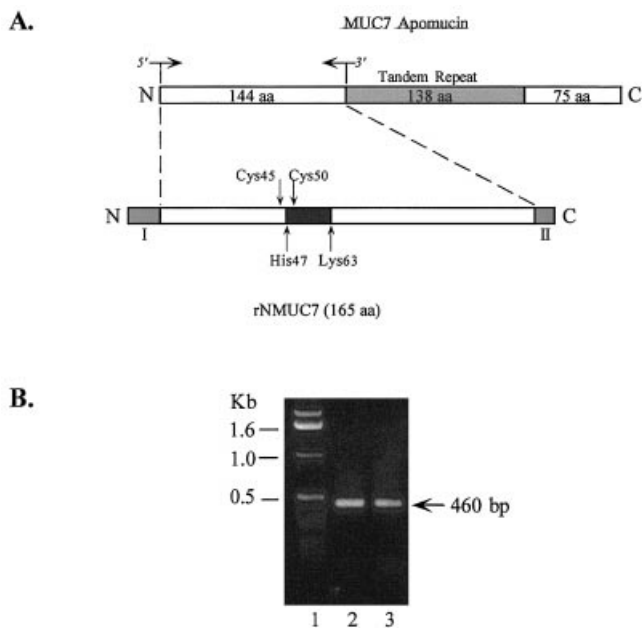 A.
MUC7 Apomucin
5' 3'
Tandem Repeat
N 144 aa 138 aa 75 aa C
Cys45 Cys50
N C
I II
His47 Lys63
rNMUC7 (165 aa)
B.
Kb
1.6
1.0
0.5
460 bp
1 2 3